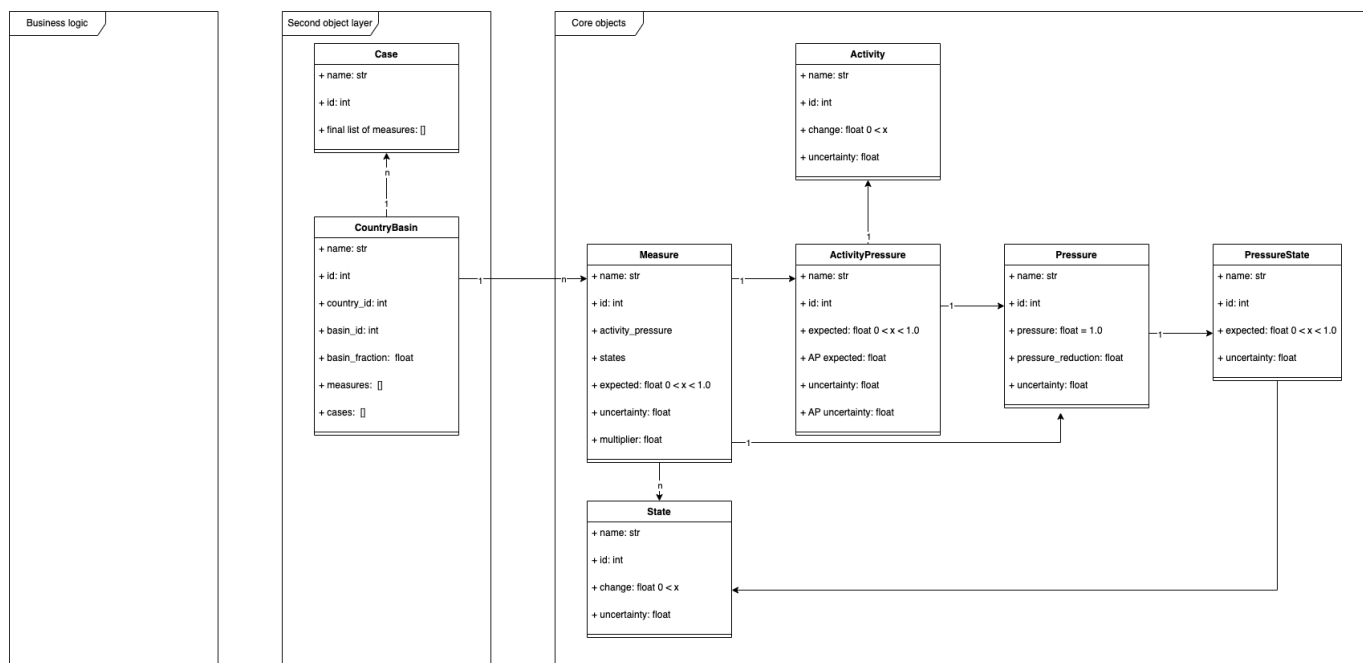 Business logic
Second object layer
Core objects
Case
+ name: str
+ id: int
+ final list of measures: []
n
1
CountryBasin
+ name: str
+ id: int
+ country_id: int
+ basin_id: int
+ basin_fraction: float
+ measures: []
+ cases: []
1
n
Activity
+ name: str
+ id: int
+ change: float 0 < x
+ uncertainty: float
1
Measure
+ name: str
+ id: int
+ activity_pressure
+ states
+ expected: float 0 < x < 1.0
+ uncertainty: float
+ multiplier: float
1
ActivityPressure
+ name: str
+ id: int
+ expected: float 0 < x < 1.0
+ AP expected: float
+ uncertainty: float
+ AP uncertainty: float
1
Pressure
+ name: str
+ id: int
+ pressure: float = 1.0
+ pressure_reduction: float
+ uncertainty: float
1
PressureState
+ name: str
+ id: int
+ expected: float 0 < x < 1.0
+ uncertainty: float
1
n
State
+ name: str
+ id: int
+ change: float 0 < x
+ uncertainty: float